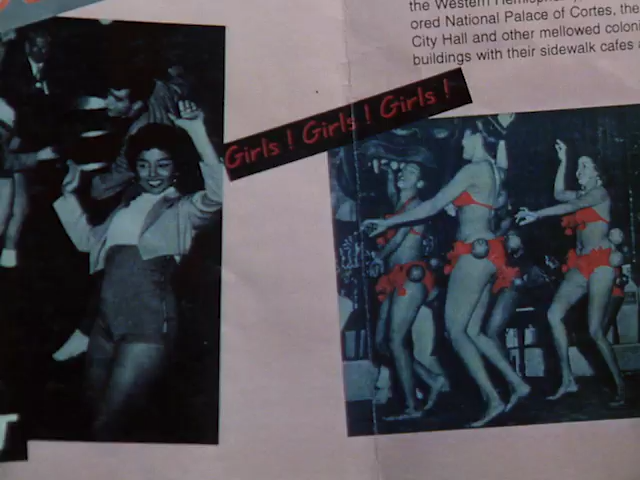 the Western
ored National Palace of Cortes, the
City Hall and other mellowed coloni
buildings with their sidewalk cafes a
Girls ! Girls ! Girls !
T